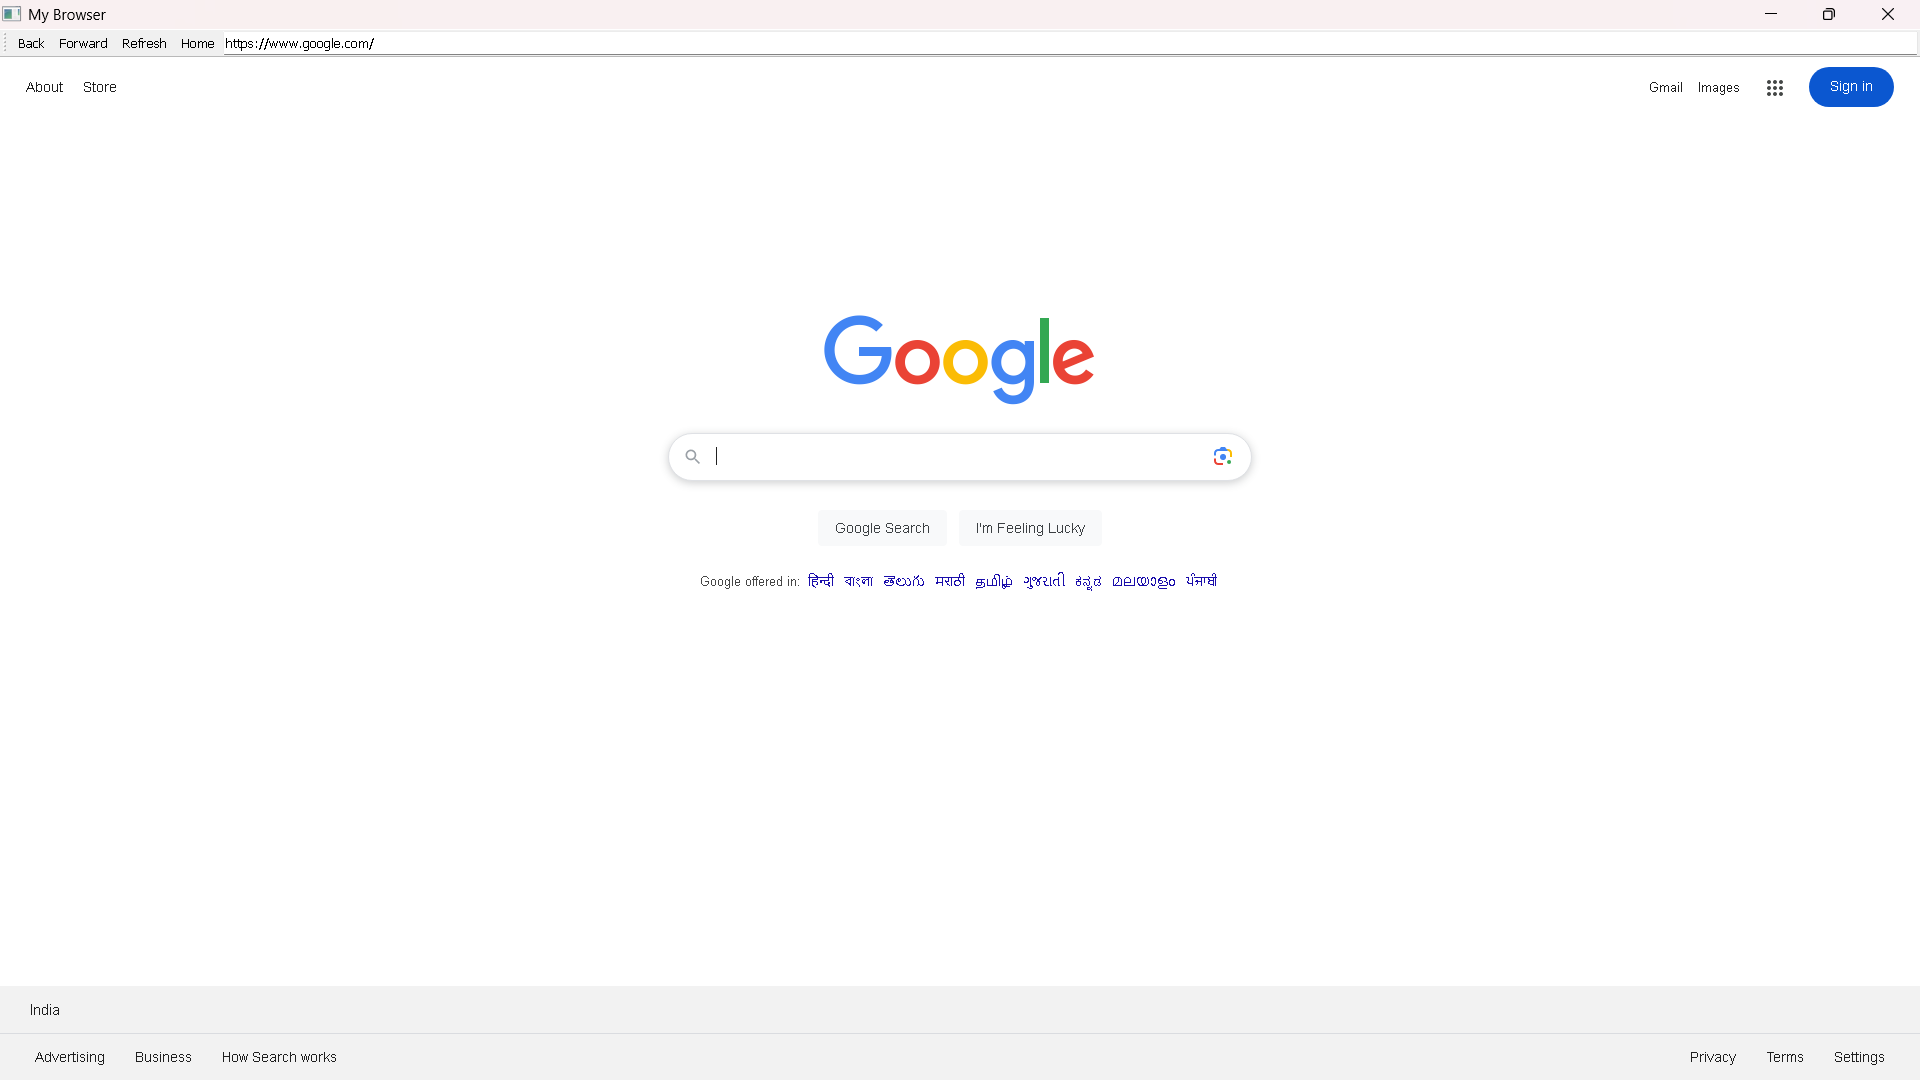 My Browser
Back Forward Refresh Home https://www.google.com/
About Store Gmail Images Sign in
Google
Google Search I'm Feeling Lucky
Google offered in: हिन्दी বাংলা తెలుగు मराठी தமிழ் ગુજરાતી ಕನ್ನಡ മലയാളം ਪੰਜਾਬੀ
India
Advertising Business How Search works Privacy Terms Settings